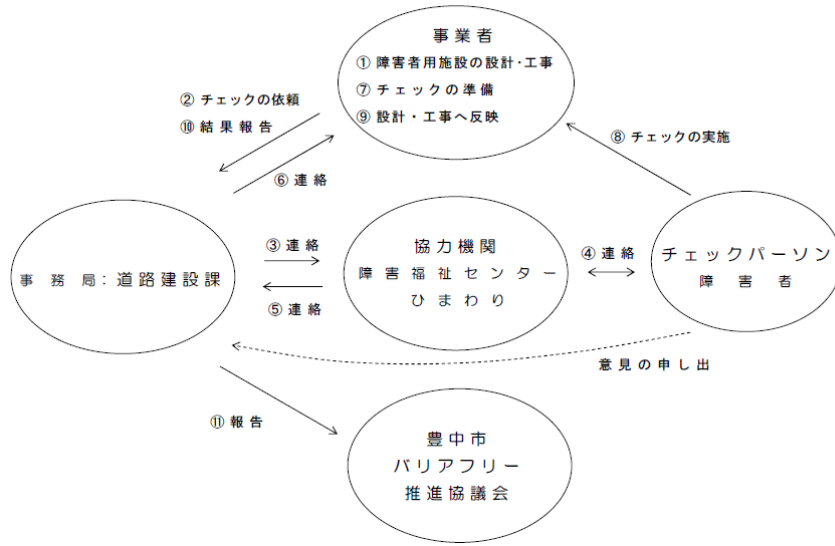 事業者
① 障害者用施設の設計・工事
⑦ チェックの準備
⑨ 設計・工事へ反映
② チェックの依頼
⑩ 結果報告
⑧ チェックの実施
⑥ 連絡
事務局：道路建設課
③ 連絡
⑤ 連絡
協力機関
障害福祉センター
ひまわり
④ 連絡
チェックパーソン
障害者
意見の申し出
⑪ 報告
豊中市
バリアフリー
推進協議会